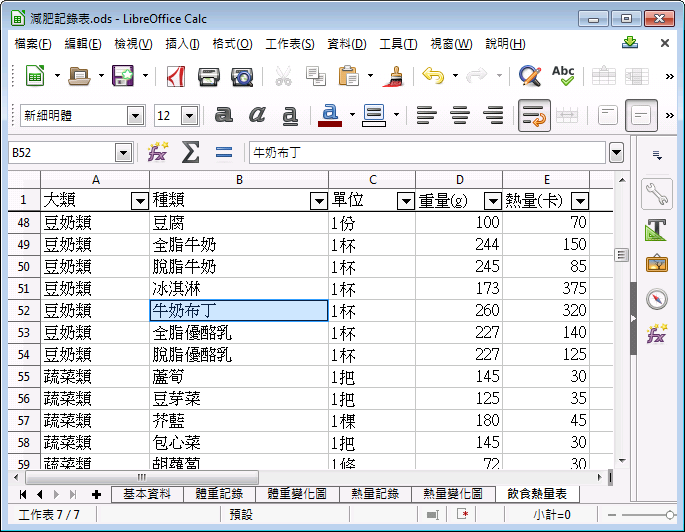 減肥記錄表.ods - LibreOffice Calc
檔案(F) 編輯(E) 檢視(V) 插入(I) 格式(O) 工作表(S) 資料(D) 工具(T) 視窗(W) 說明(H)
Abc
新細明體 12 a a a a
B52 fx Σ = 牛奶布丁
A B C D E
1 大類 種類 單位 重量(g) 熱量(卡)
48 豆奶類 豆腐 1份 100 70
49 豆奶類 全脂牛奶 1杯 244 150
50 豆奶類 脫脂牛奶 1杯 245 85
51 豆奶類 冰淇淋 1杯 173 375
52 豆奶類 牛奶布丁 1杯 260 320
53 豆奶類 全脂優酪乳 1杯 227 140
54 豆奶類 脫脂優酪乳 1杯 227 125
55 蔬菜類 蘆筍 1把 145 30
56 蔬菜類 豆芽菜 1把 125 35
57 蔬菜類 芥藍 1棵 180 45
58 蔬菜類 包心菜 1把 145 30
59 蔬菜類 胡蘿蔔 1條 72 30
基本資料 體重記錄 體重變化圖 熱量記錄 熱量變化圖 飲食熱量表
工作表 7 / 7 預設 小計=0